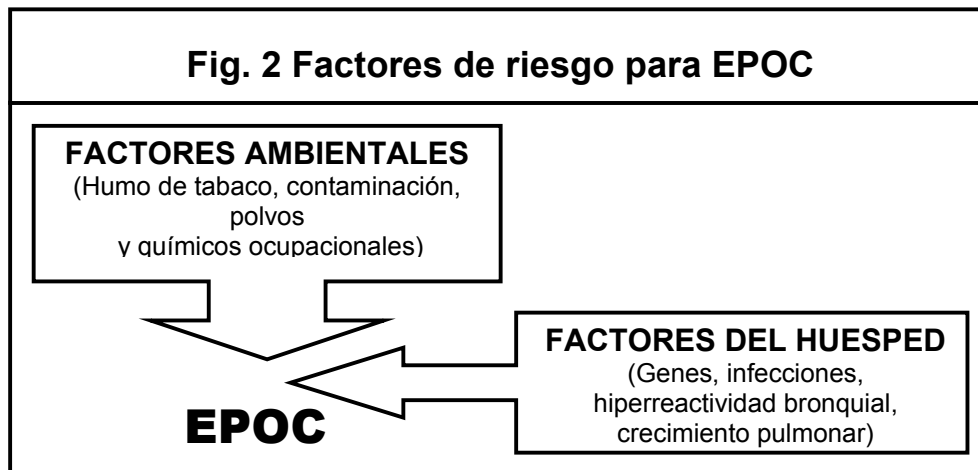 Fig. 2 Factores de riesgo para EPOC
FACTORES AMBIENTALES
(Humo de tabaco, contaminación,
polvos
y químicos ocupacionales)
FACTORES DEL HUESPED
(Genes, infecciones,
hiperreactividad bronquial,
crecimiento pulmonar)
EPOC